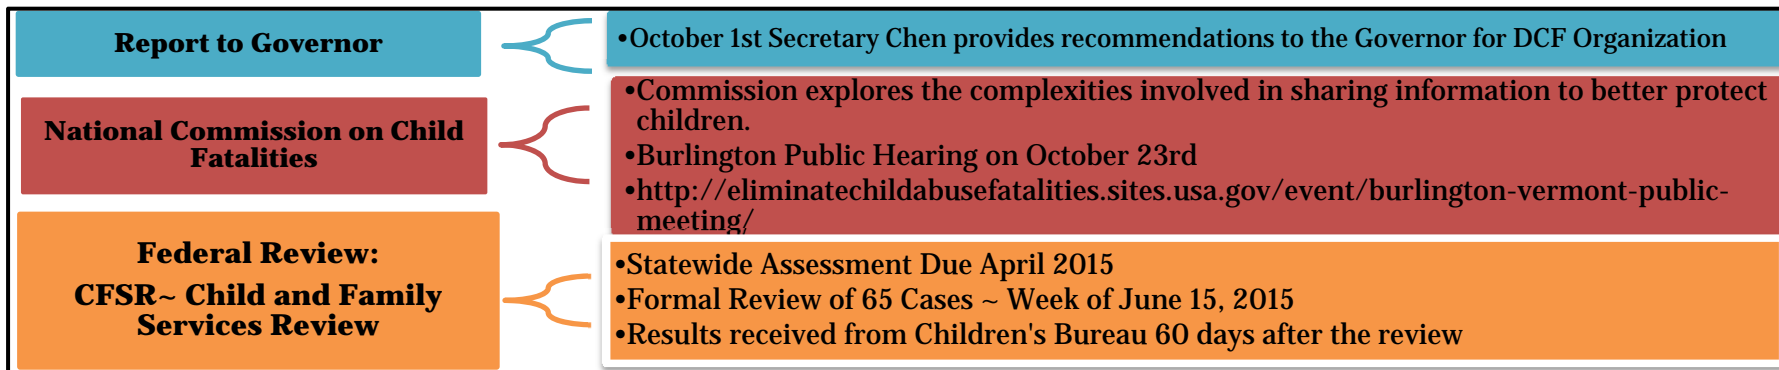 Report to Governor
•October 1st Secretary Chen provides recommendations to the Governor for DCF Organization
National Commission on Child
Fatalities
•Commission explores the complexities involved in sharing information to better protect
children.
•Burlington Public Hearing on October 23rd
•http://eliminatechildabusefatalities.sites.usa.gov/event/burlington-vermont-public-
meeting/
Federal Review:
CFSR~ Child and Family
Services Review
•Statewide Assessment Due April 2015
•Formal Review of 65 Cases ~ Week of June 15, 2015
•Results received from Children's Bureau 60 days after the review